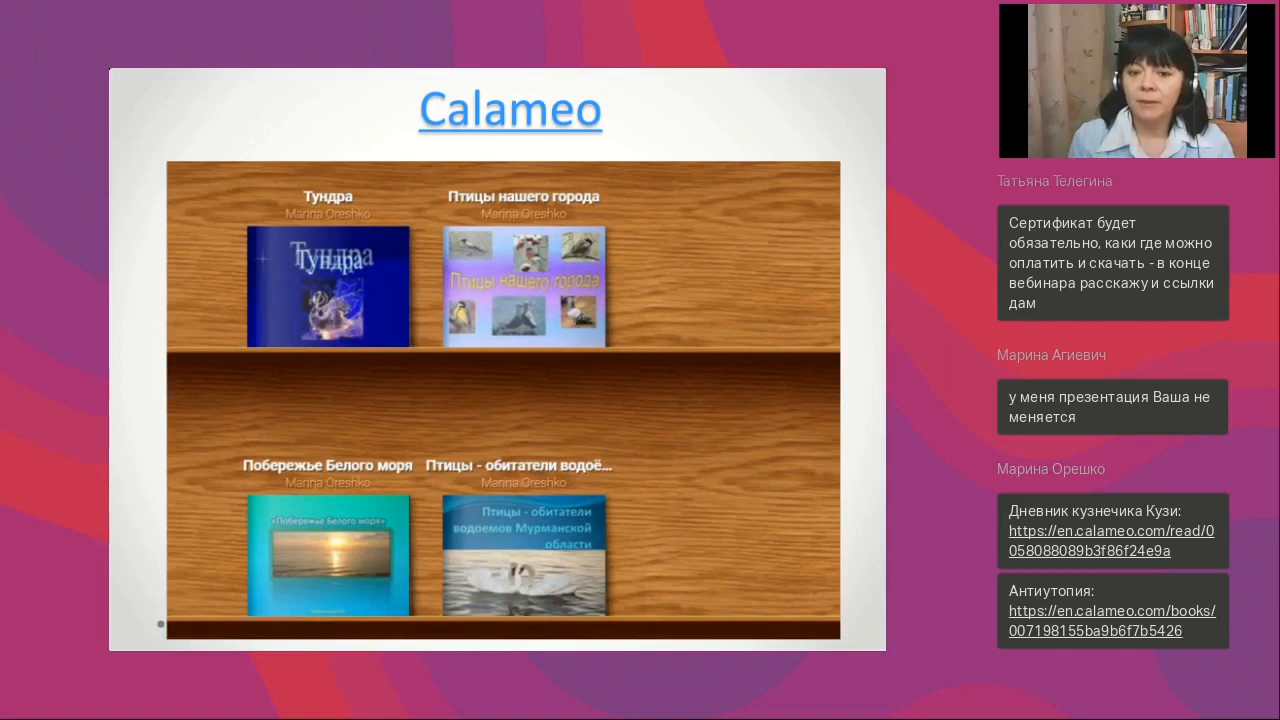 Calameo
Тундра
Marina Oreshko
Тундра
Птицы нашего города
Marina Oreshko
Птицы нашего города
Побережье Белого моря
Marina Oreshko
«Побережье Белого моря»
Птицы - обитатели водоё...
Marina Oreshko
Птицы - обитатели
водоемов Мурманской
области
Татьяна Телегина
Сертификат будет
обязательно, каки где можно
оплатить и скачать - в конце
вебинара расскажу и ссылки
дам
Марина Агиевич
у меня презентация Ваша не
меняется
Марина Орешко
Дневник кузнечика Кузи:
https://en.calameo.com/read/0
058088089b3f86f24e9a
Антиутопия:
https://en.calameo.com/books/
007198155ba9b6f7b5426